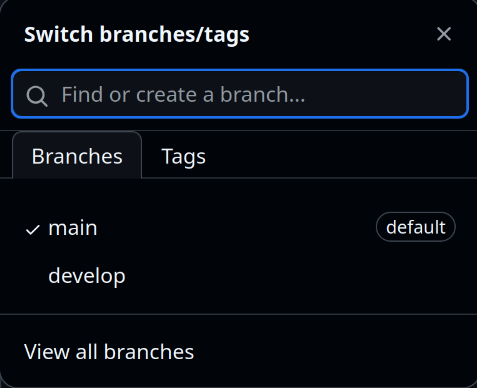 Switch branches/tags
Find or create a branch...
Branches Tags
main default
develop
View all branches